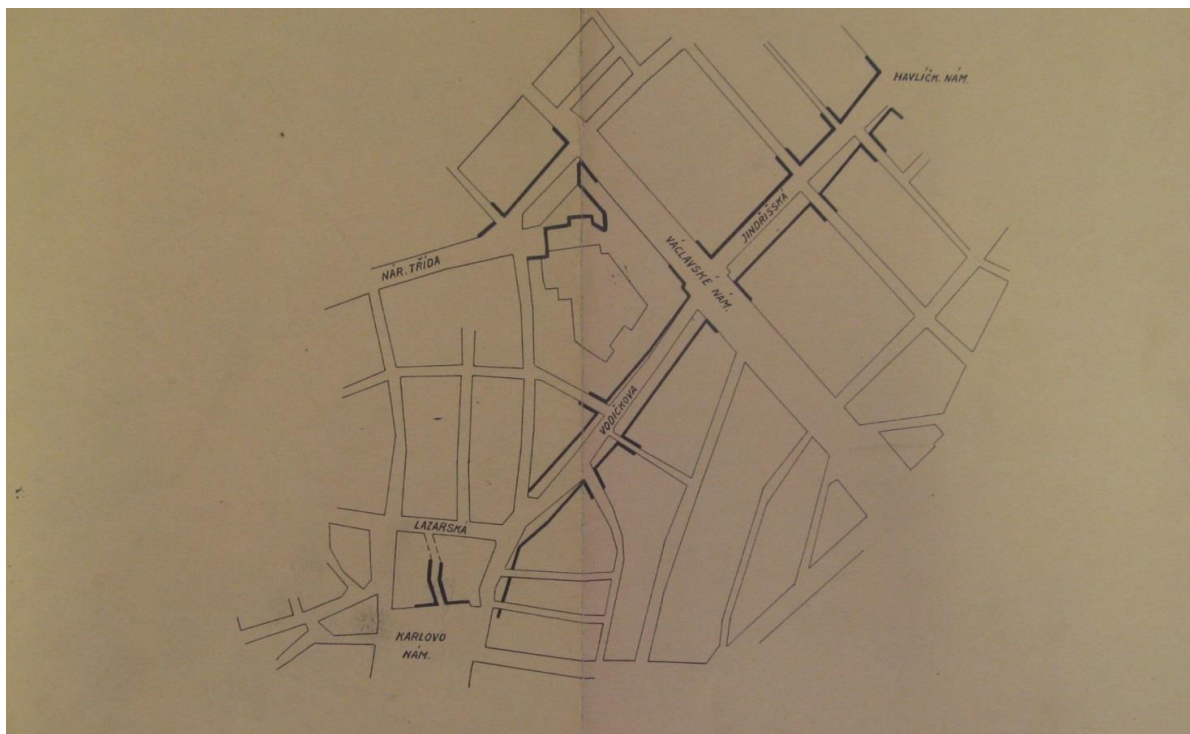 HAVLÍČK. NÁM.
JINDŘIŠSKÁ
VÁCLAVSKÉ NÁM.
NÁR. TŘÍDA
VODIČKOVA
LAZARSKÁ
KARLOVO
NÁM.